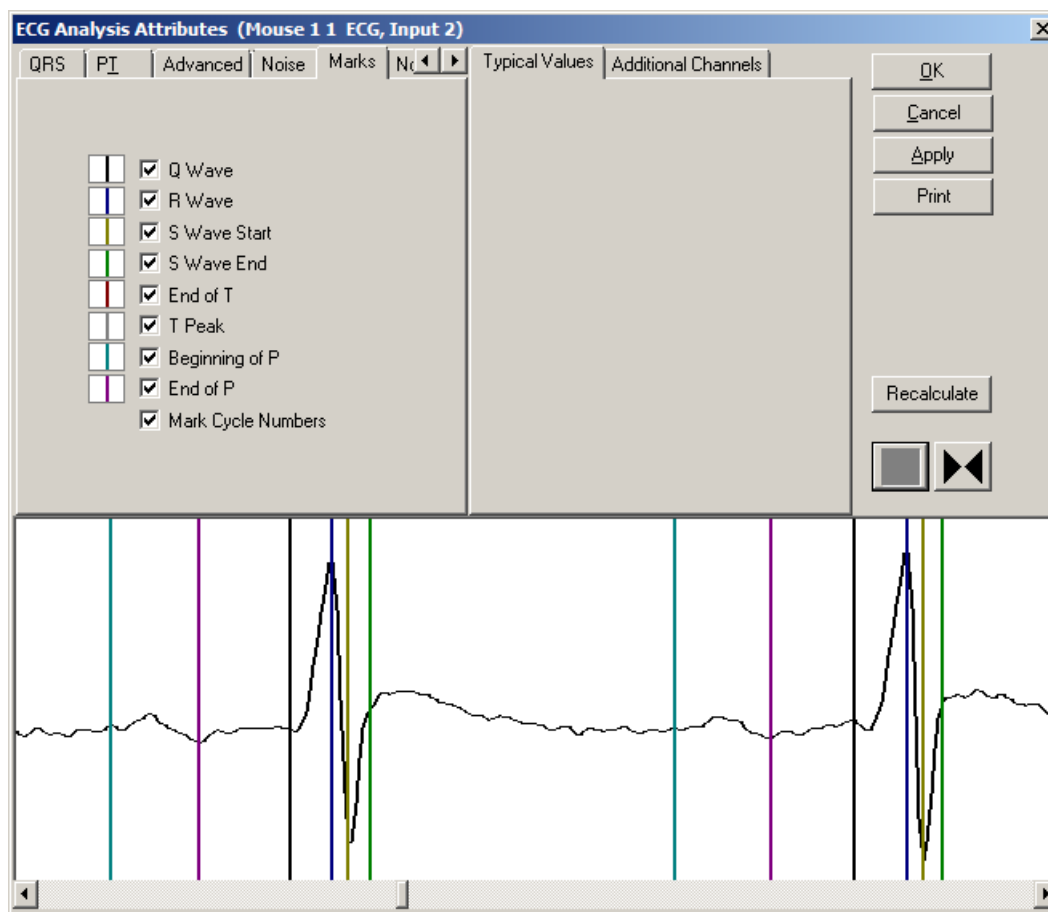 ECG Analysis Attributes (Mouse 1 1 ECG, Input 2)
QRS PT Advanced Noise Marks
Typical Values Additional Channels
OK
Cancel
Apply
Print
Q Wave
R Wave
S Wave Start
S Wave End
End of T
T Peak
Beginning of P
End of P
Mark Cycle Numbers
Recalculate